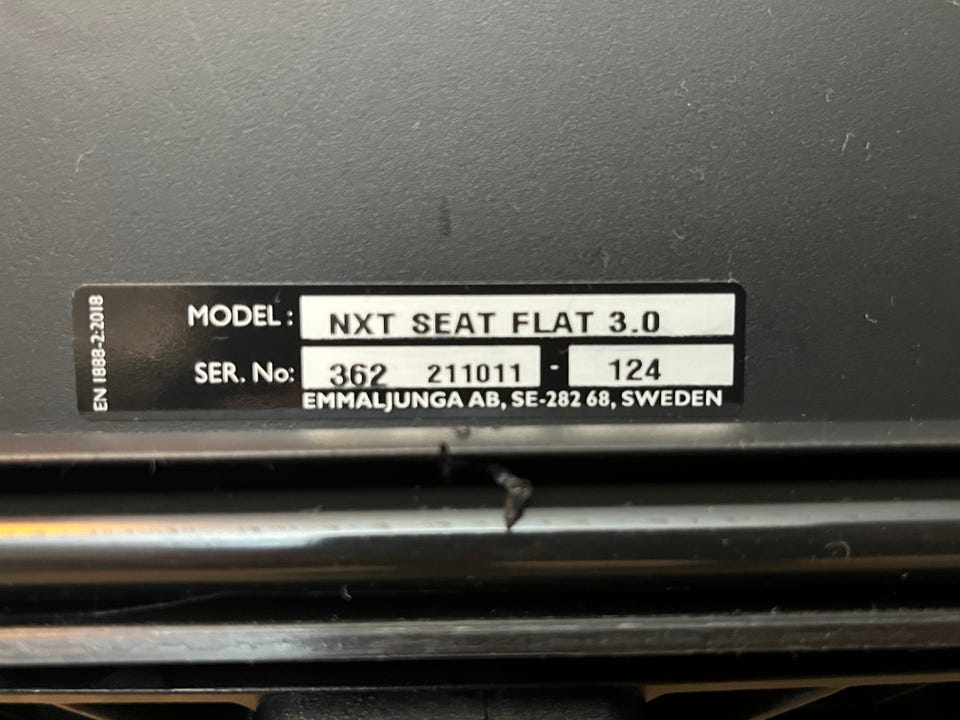 EN 1888-2:2018
MODEL: NXT SEAT FLAT 3.0
SER. No: 362 211011 - 124
EMMALJUNGA AB, SE-282 68, SWEDEN